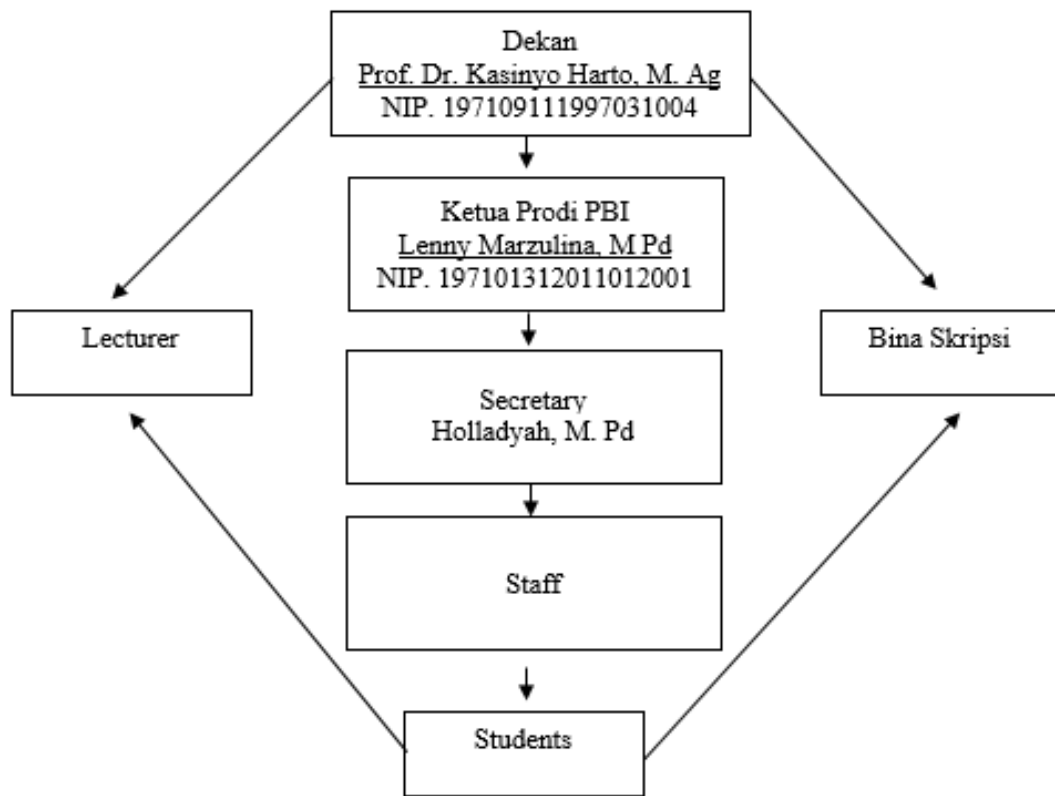 Dekan
Prof. Dr. Kasinyo Harto, M. Ag
NIP. 197109111997031004
Ketua Prodi PBI
Lenny Marzulina, M Pd
NIP. 197101312011012001
Lecturer
Bina Skripsi
Secretary
Holladyah, M. Pd
Staff
Students